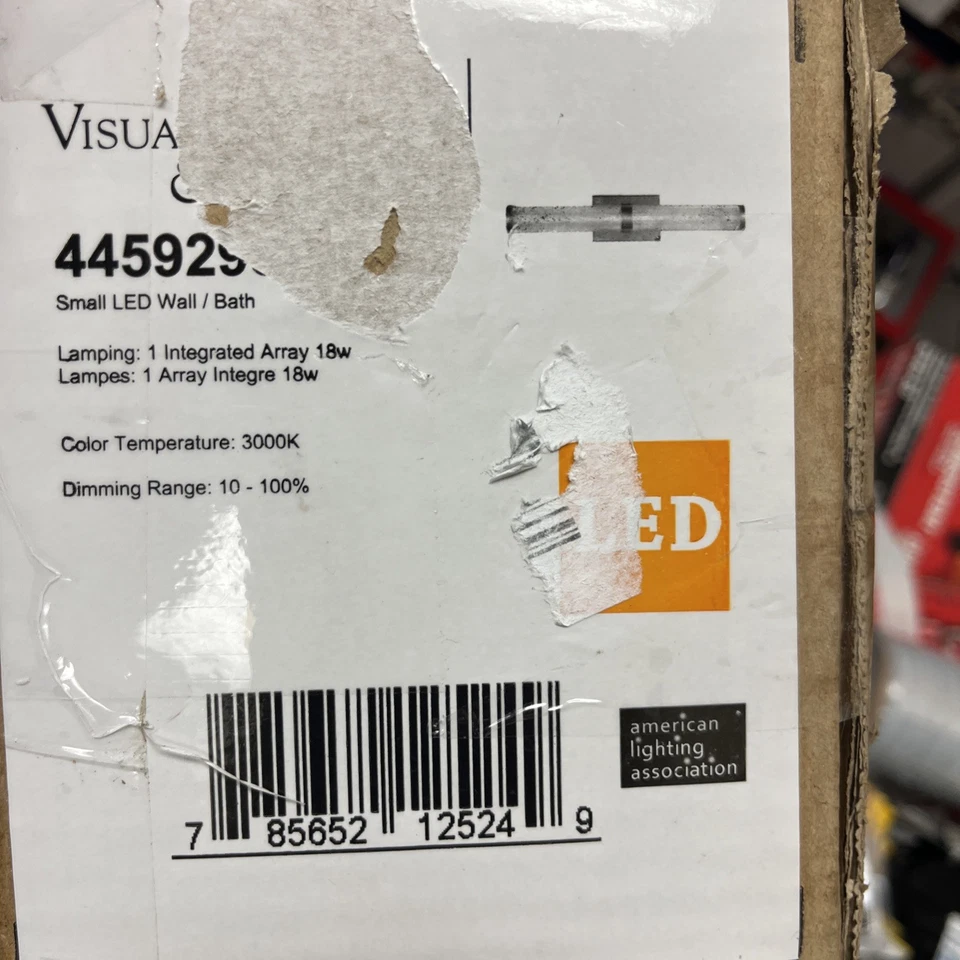 VISUA
&
445929
Small LED Wall / Bath
Lamping: 1 Integrated Array 18w
Lampes: 1 Array Integre 18w
Color Temperature: 3000K
Dimming Range: 10 - 100%
LED
american
lighting
association
7 85652 12524 9